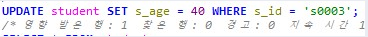 UPDATE student SET s_age = 40 WHERE s_id = 's0003';
/* 영향 받은 행: 1 찾은 행: 0 경고: 0 지속 시간 1